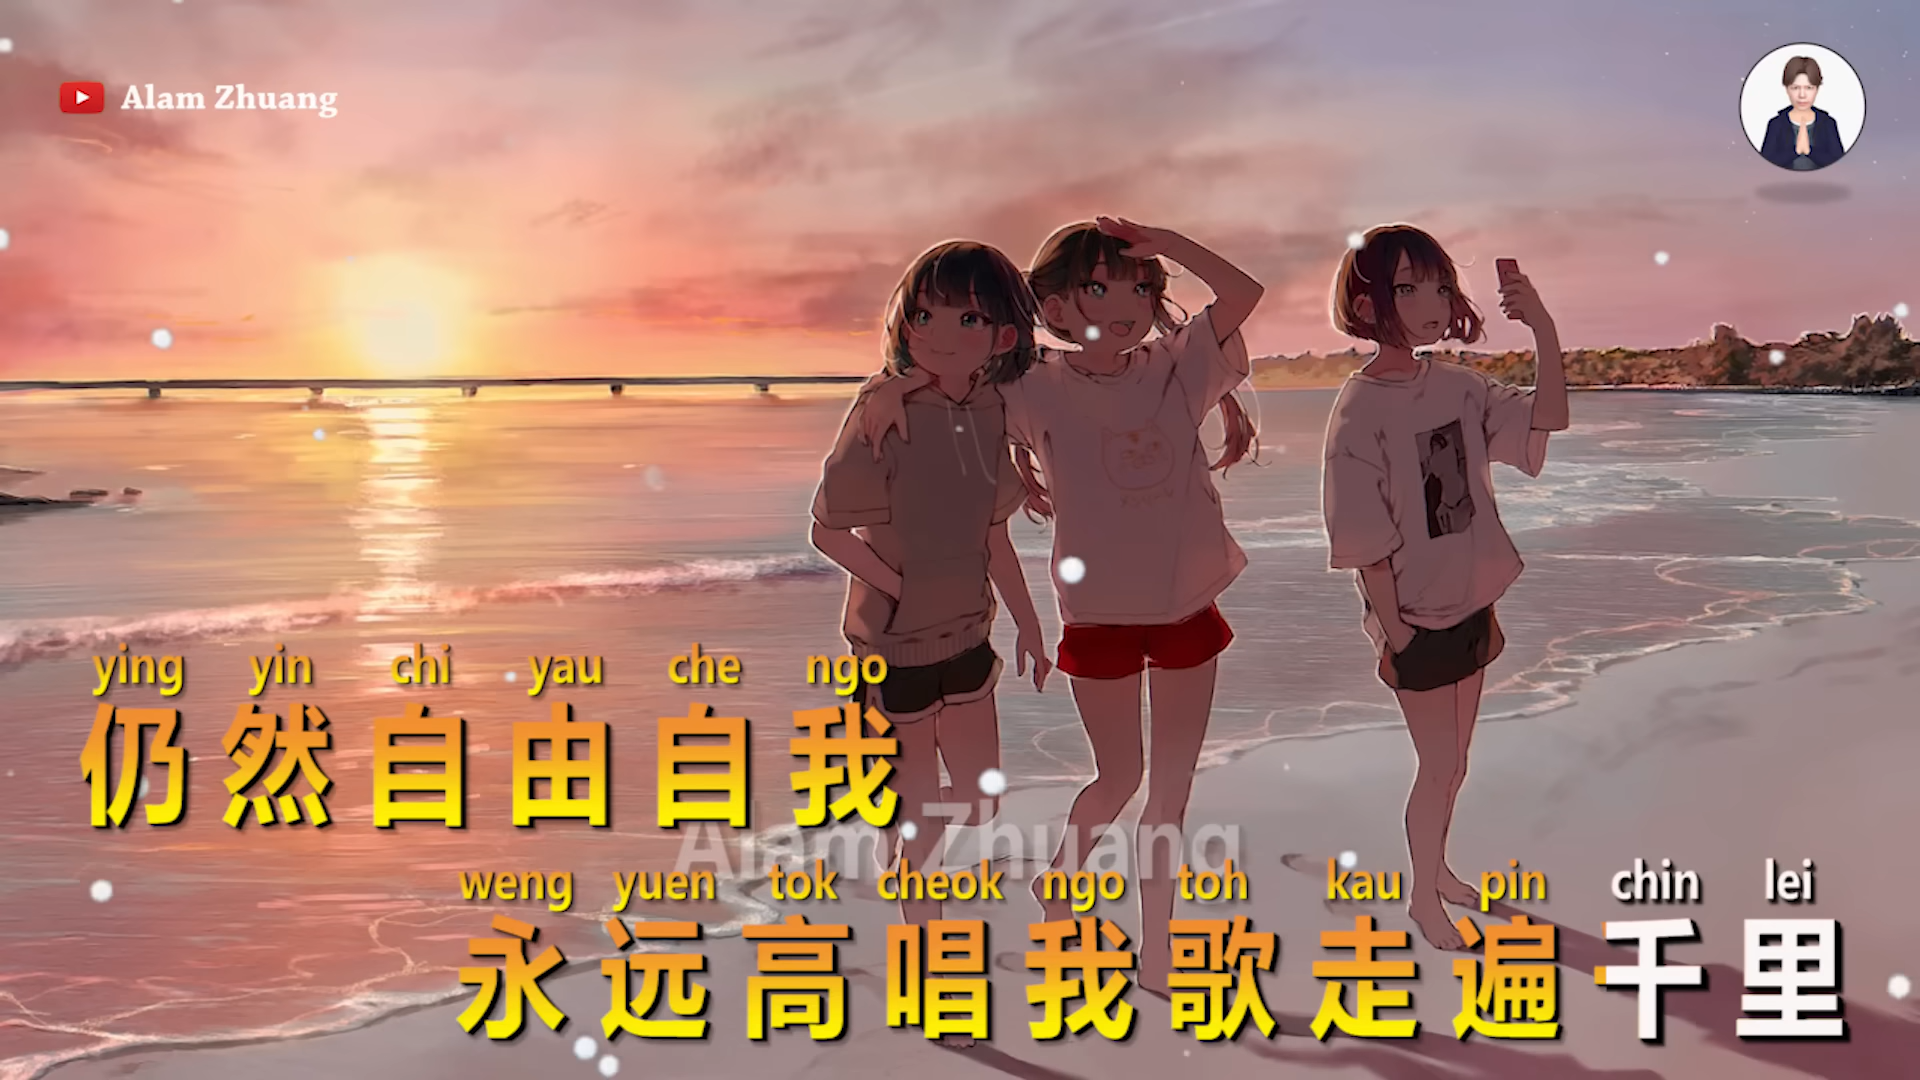 Alam Zhuang
ying yin chi yau che ngo
仍然自由自我
Alam Zhuang
weng yuen tok cheok ngo toh kau pin chin lei
永远高唱我歌走遍千里